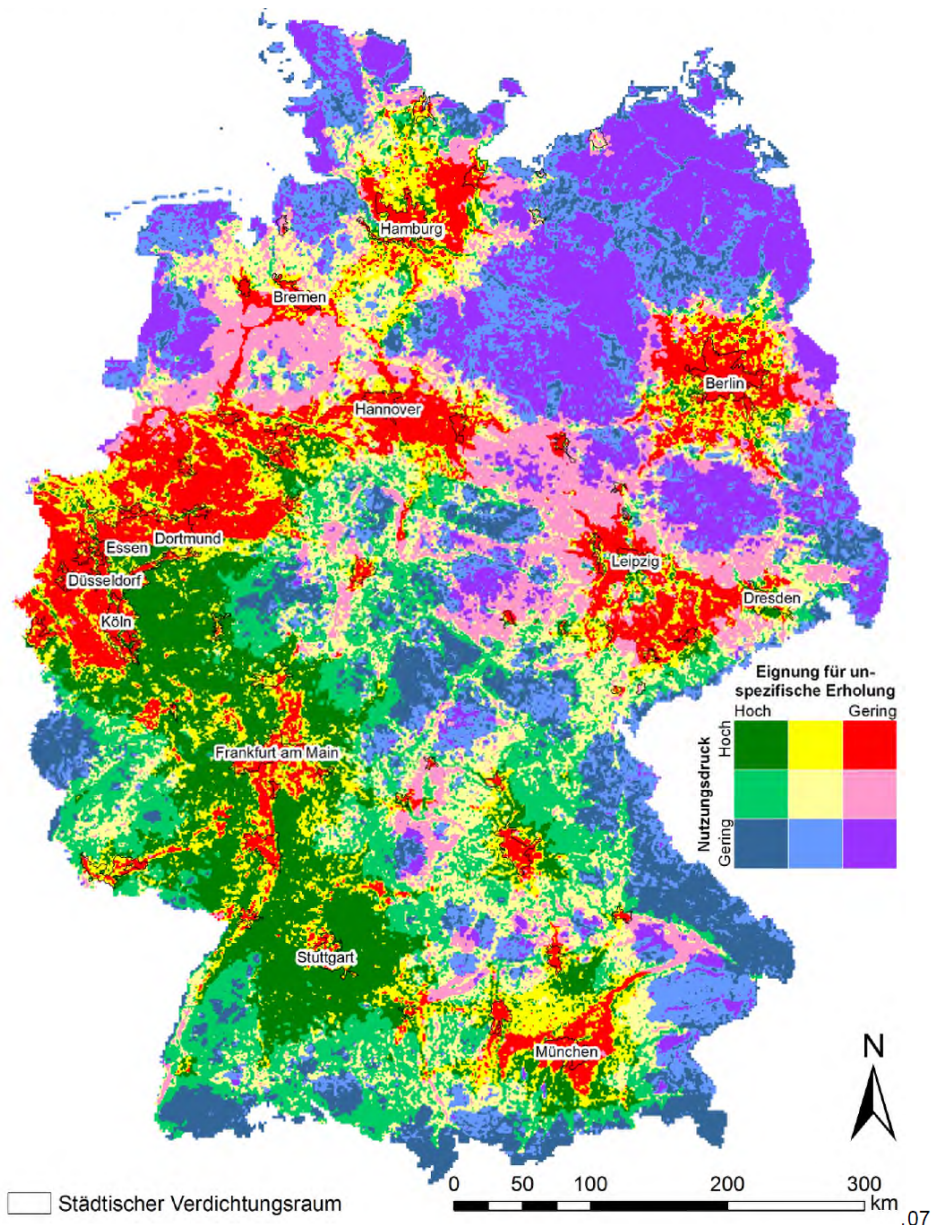 Hamburg
Bremen
Berlin
Hannover
Dortmund
Essen
Leipzig
Düsseldorf
Dresden
Köln
Eignung für un-
spezifische Erholung
Hoch Gering
Nutzungsdruck
Hoch
Gering
Frankfurt am Main
Stuttgart
München
N
Städtischer Verdichtungsraum
0 50 100 200 300
km
.07